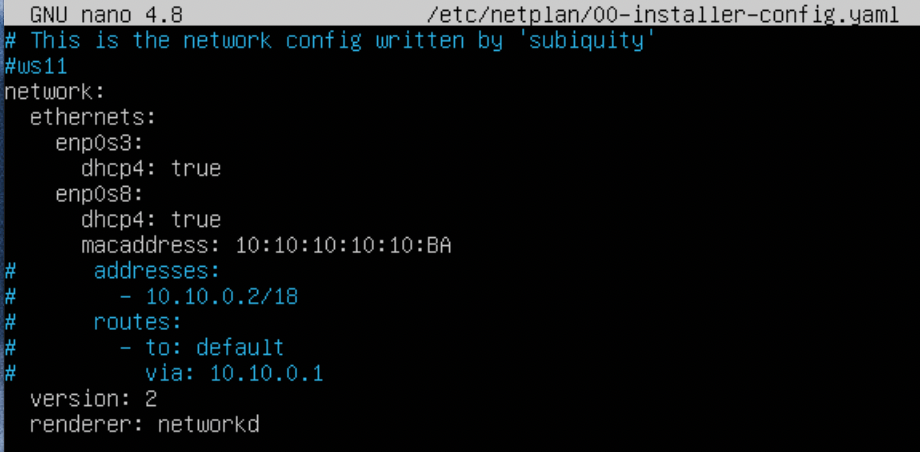 GNU nano 4.8 /etc/netplan/00-installer-config.yaml
# This is the network config written by 'subiquity'
#ws11
network:
  ethernets:
    enp0s3:
      dhcp4: true
    enp0s8:
      dhcp4: true
      macaddress: 10:10:10:10:10:BA
#      addresses:
#        - 10.10.0.2/18
#      routes:
#        - to: default
#          via: 10.10.0.1
  version: 2
  renderer: networkd